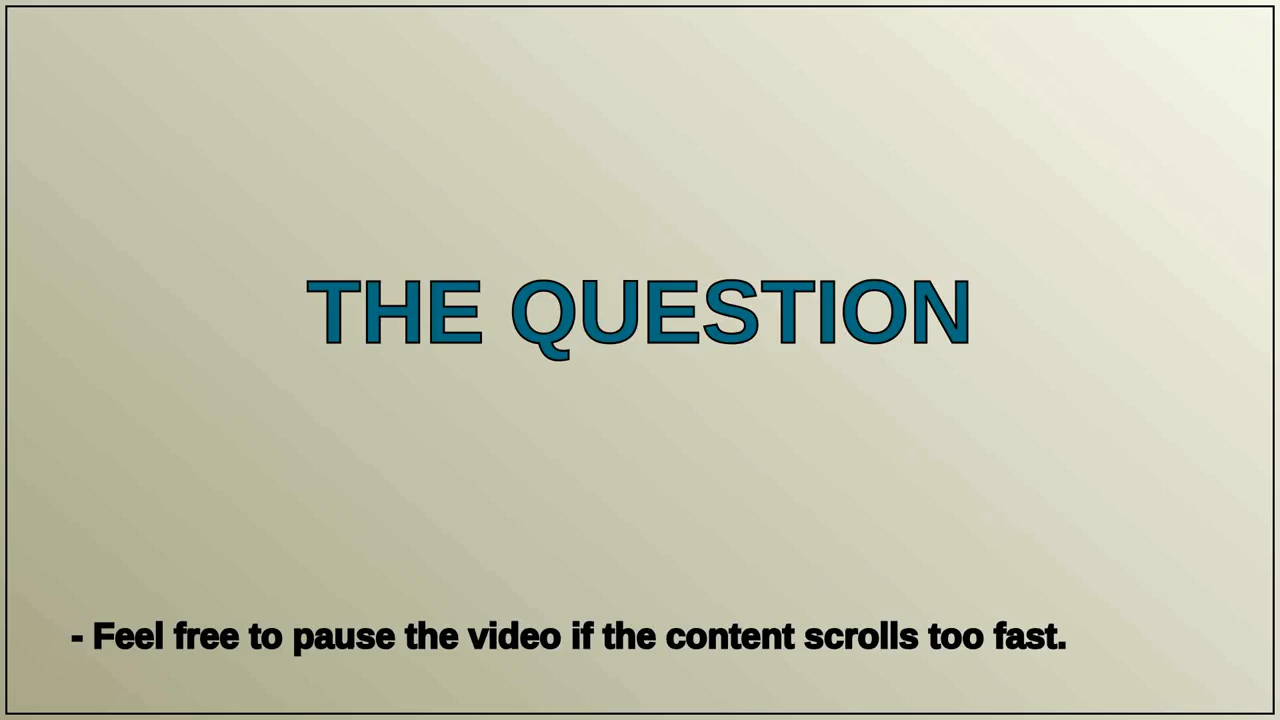 THE QUESTION
- Feel free to pause the video if the content scrolls too fast.